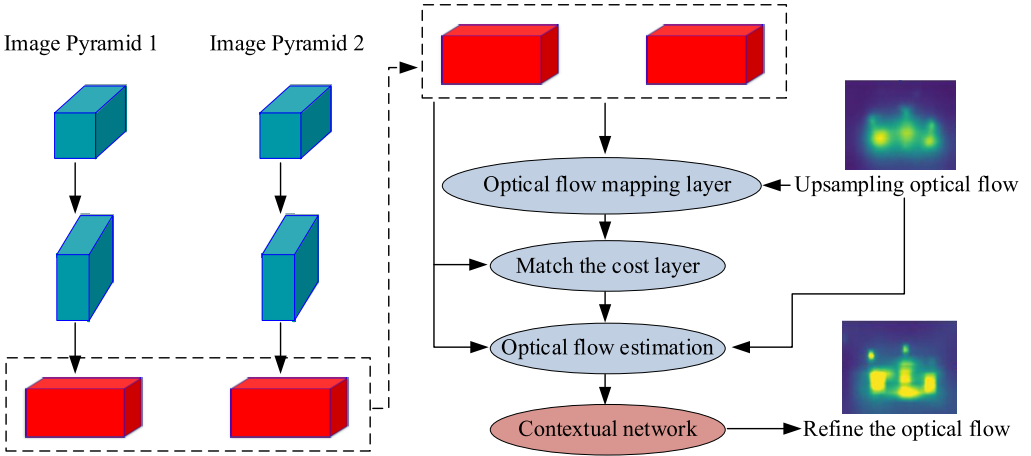 Image Pyramid 1
Image Pyramid 2
Optical flow mapping layer
Upsampling optical flow
Match the cost layer
Optical flow estimation
Contextual network
Refine the optical flow